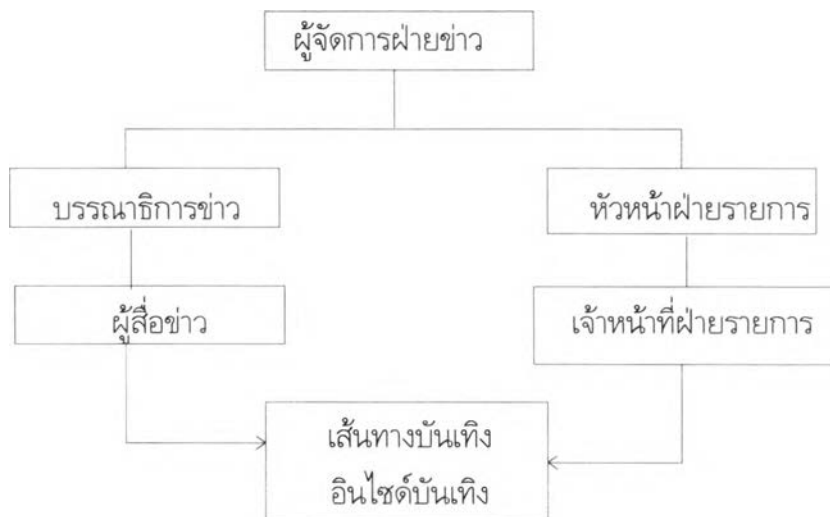 ผู้จัดการฝ่ายข่าว
บรรณาธิการข่าว
หัวหน้าฝ่ายรายการ
ผู้สื่อข่าว
เจ้าหน้าที่ฝ่ายรายการ
เส้นทางบันเทิง
อินไซด์บันเทิง